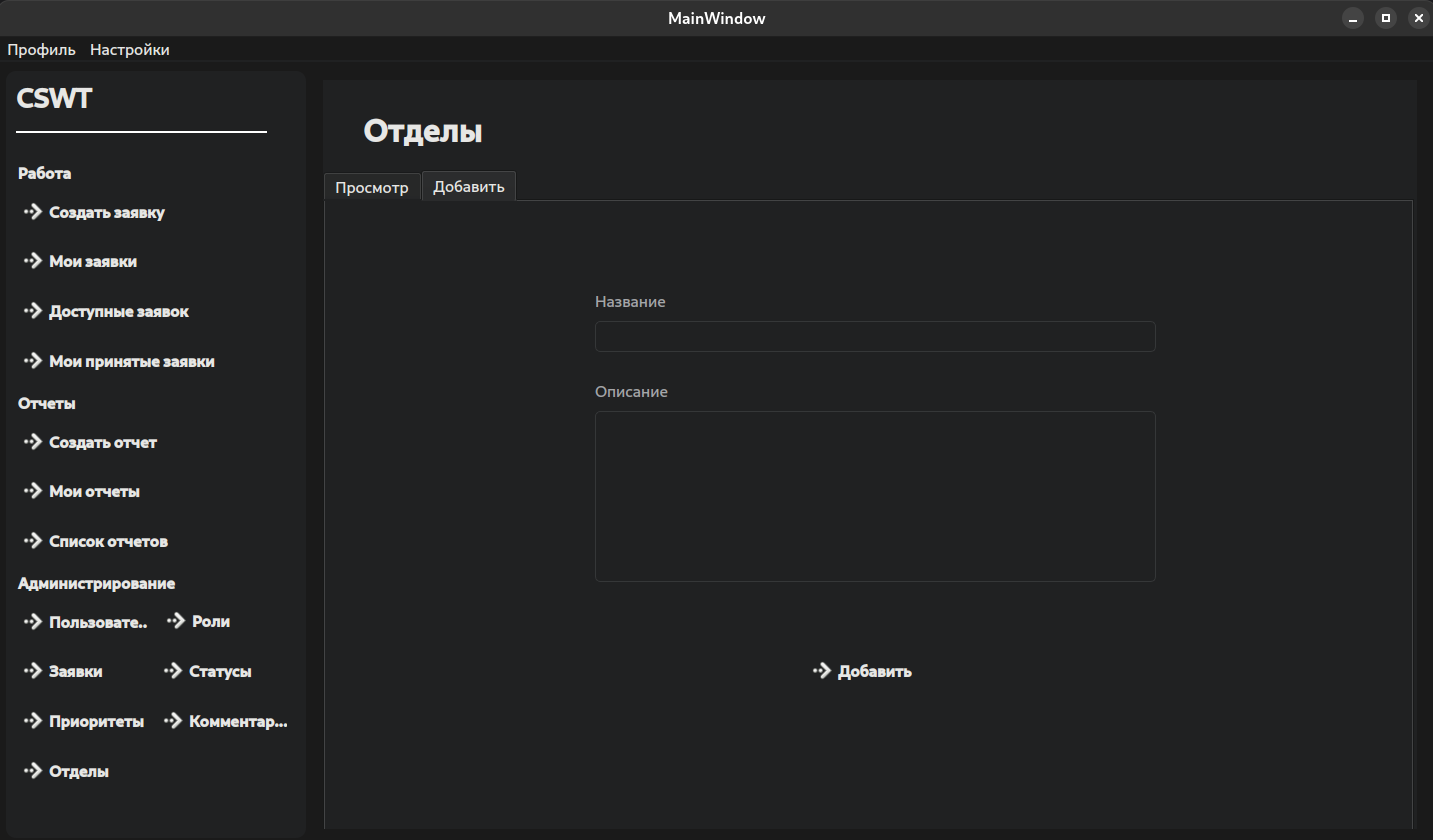 MainWindow
Профиль Настройки
CSWT
Работа
Создать заявку
Мои заявки
Доступные заявок
Мои принятые заявки
Отчеты
Создать отчет
Мои отчеты
Список отчетов
Администрирование
Пользовате.. Роли
Заявки Статусы
Приоритеты Комментар...
Отделы
Отделы
Просмотр Добавить
Название
Описание
Добавить